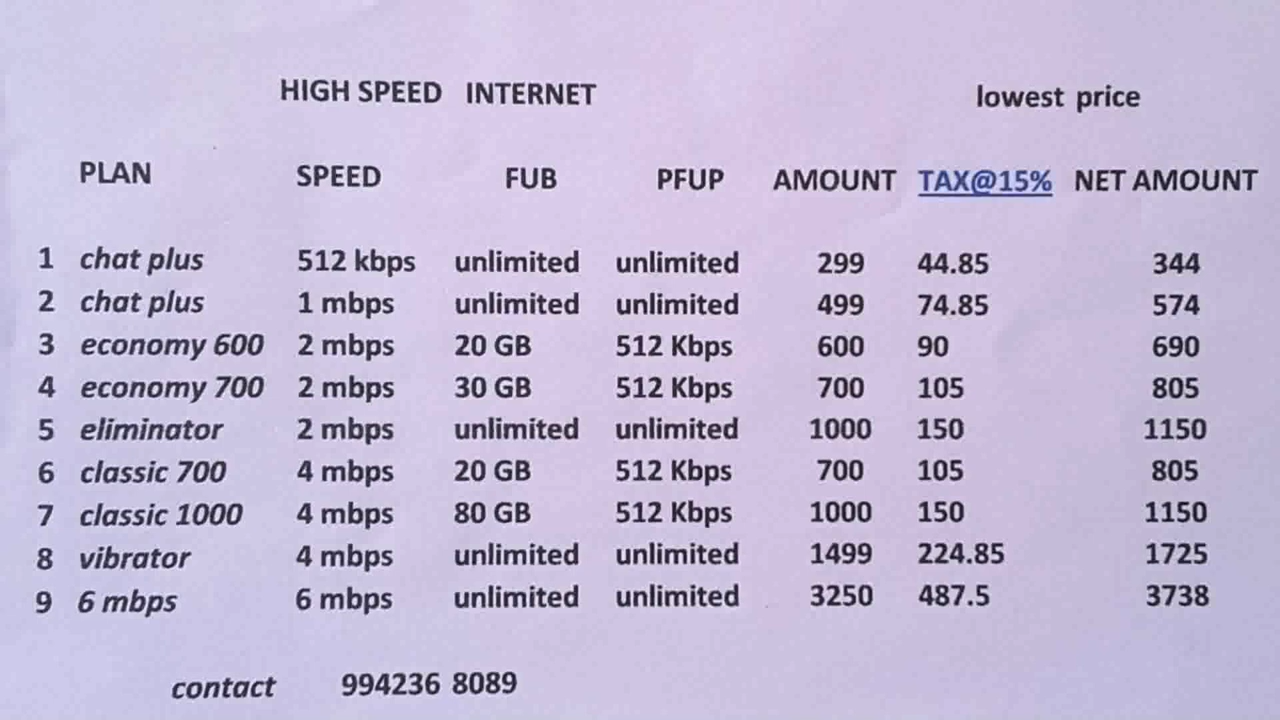 HIGH SPEED INTERNET lowest price
PLAN SPEED FUB PFUP AMOUNT TAX@15% NET AMOUNT
1 chat plus 512 kbps unlimited unlimited 299 44.85 344
2 chat plus 1 mbps unlimited unlimited 499 74.85 574
3 economy 600 2 mbps 20 GB 512 Kbps 600 90 690
4 economy 700 2 mbps 30 GB 512 Kbps 700 105 805
5 eliminator 2 mbps unlimited unlimited 1000 150 1150
6 classic 700 4 mbps 20 GB 512 Kbps 700 105 805
7 classic 1000 4 mbps 80 GB 512 Kbps 1000 150 1150
8 vibrator 4 mbps unlimited unlimited 1499 224.85 1725
9 6 mbps 6 mbps unlimited unlimited 3250 487.5 3738
contact 994236 8089